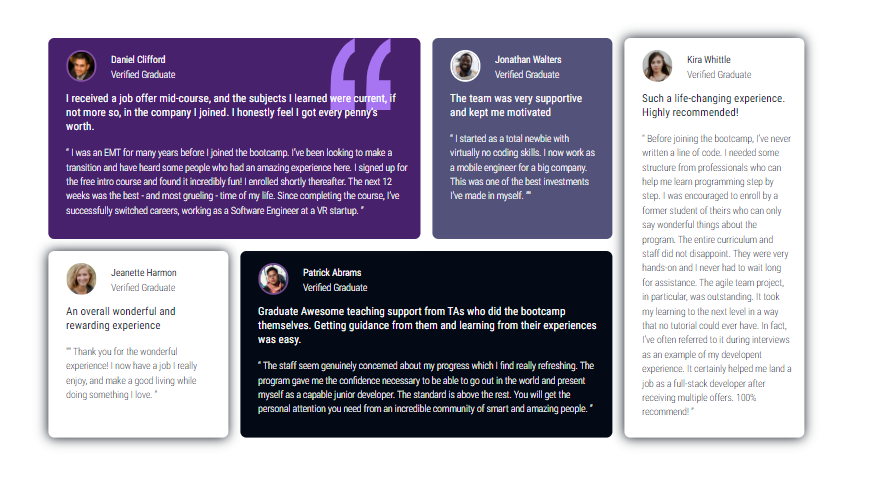 Daniel Clifford
Verified Graduate
I received a job offer mid-course, and the subjects I learned were current, if
not more so, in the company I joined. I honestly feel I got every penny's
worth.
" I was an EMT for many years before I joined the bootcamp. I've been looking to make a
transition and have heard some people who had an amazing experience here. I signed up for
the free intro course and found it incredibly fun! I enrolled shortly thereafter. The next 12
weeks was the best - and most grueling - time of my life. Since completing the course, I've
successfully switched careers, working as a Software Engineer at a VR startup. "
Jonathan Walters
Verified Graduate
The team was very supportive
and kept me motivated
" I started as a total newbie with
virtually no coding skills. I now work as
a mobile engineer for a big company.
This was one of the best investments
I've made in myself. ""
Kira Whittle
Verified Graduate
Such a life-changing experience.
Highly recommended!
" Before joining the bootcamp, I've never
written a line of code. I needed some
structure from professionals who can
help me learn programming step by
step. I was encouraged to enroll by a
former student of theirs who can only
say wonderful things about the
program. The entire curriculum and
staff did not disappoint. They were very
hands-on and I never had to wait long
for assistance. The agile team project,
in particular, was outstanding. It took
my learning to the next level in a way
that no tutorial could ever have. In fact,
I've often referred to it during interviews
as an example of my developent
experience. It certainly helped me land a
job as a full-stack developer after
receiving multiple offers. 100%
recommend! "
Jeanette Harmon
Verified Graduate
An overall wonderful and
rewarding experience
"" Thank you for the wonderful
experience! I now have a job I really
enjoy, and make a good living while
doing something I love. "
Patrick Abrams
Verified Graduate
Graduate Awesome teaching support from TAs who did the bootcamp
themselves. Getting guidance from them and learning from their experiences
was easy.
" The staff seem genuinely concerned about my progress which I find really refreshing. The
program gave me the confidence necessary to be able to go out in the world and present
myself as a capable junior developer. The standard is above the rest. You will get the
personal attention you need from an incredible community of smart and amazing people. "